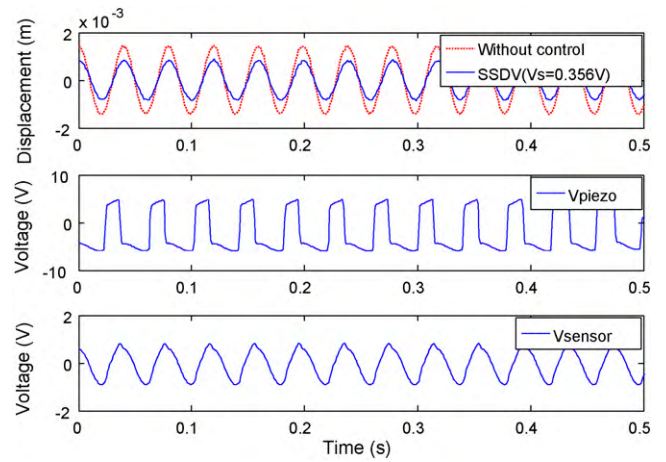 × 10⁻³
Displacement (m)
2
0
-2
Without control
SSDV(Vs=0.356V)
0 0.1 0.2 0.3 0.4 0.5
Voltage (V)
10
0
-10
Vpiezo
0 0.1 0.2 0.3 0.4 0.5
Voltage (V)
2
0
-2
Vsensor
0 0.1 0.2 0.3 0.4 0.5
Time (s)